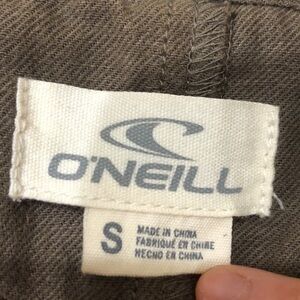 O'NEILL
S
MADE IN CHINA
FABRIQUÉ EN CHINE
HECHO EN CHINA